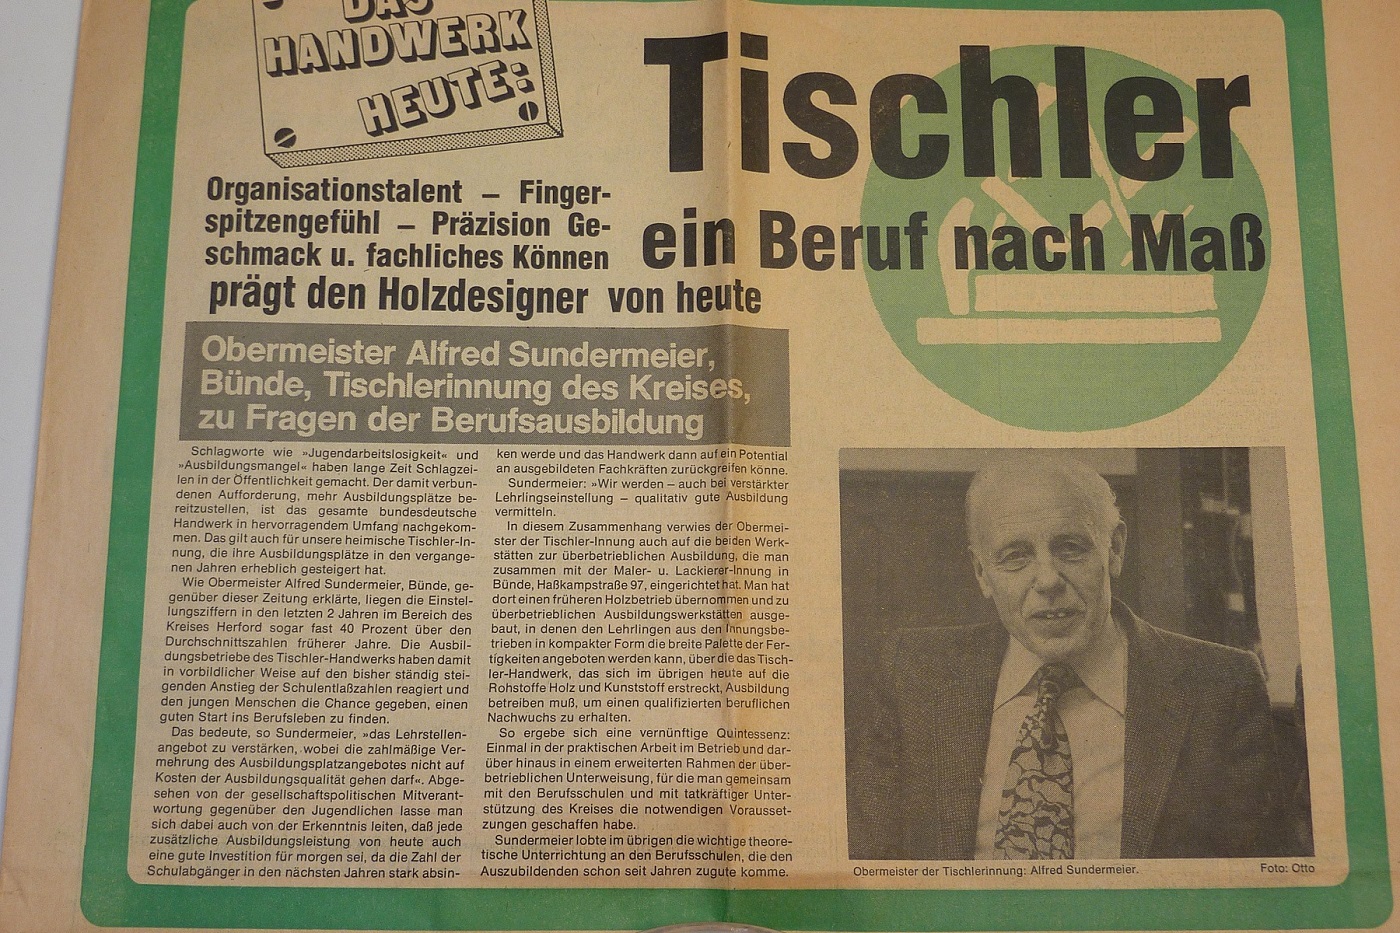 DAS
HANDWERK
HEUTE:
Tischler
ein Beruf nach Maß
Organisationstalent – Finger-
spitzengefühl – Präzision Ge-
schmack u. fachliches Können
prägt den Holzdesigner von heute
Obermeister Alfred Sundermeier,
Bünde, Tischlerinnung des Kreises,
zu Fragen der Berufsausbildung
Schlagworte wie »Jugendarbeitslosigkeit« und
»Ausbildungsmangel« haben lange Zeit Schlagzei-
len in der Öffentlichkeit gemacht. Der damit verbun-
denen Aufforderung, mehr Ausbildungsplätze be-
reitzustellen, ist das gesamte bundesdeutsche
Handwerk in hervorragendem Umfang nachgekom-
men. Das gilt auch für unsere heimische Tischler-In-
nung, die ihre Ausbildungsplätze in den vergange-
nen Jahren erheblich gesteigert hat.
Wie Obermeister Alfred Sundermeier, Bünde, ge-
genüber dieser Zeitung erklärte, liegen die Einstel-
lungsziffern in den letzten 2 Jahren im Bereich des
Kreises Herford sogar fast 40 Prozent über den
Durchschnittszahlen früherer Jahre. Die Ausbil-
dungsbetriebe des Tischler-Handwerks haben damit
in vorbildlicher Weise auf den bisher ständig stei-
genden Anstieg der Schulentlaßzahlen reagiert und
den jungen Menschen die Chance gegeben, einen
guten Start ins Berufsleben zu finden.
Das bedeute, so Sundermeier, »das Lehrstellen-
angebot zu verstärken, wobei die zahlmäßige Ver-
mehrung des Ausbildungsplatzangebotes nicht auf
Kosten der Ausbildungsqualität gehen darf«. Abge-
sehen von der gesellschaftspolitischen Mitverant-
wortung gegenüber den Jugendlichen lasse man
sich dabei auch von der Erkenntnis leiten, daß jede
zusätzliche Ausbildungsleistung von heute auch
eine gute Investition für morgen sei, da die Zahl der
Schulabgänger in den nächsten Jahren stark absin-
ken werde und das Handwerk dann auf ein Potential
an ausgebildeten Fachkräften zurückgreifen könne.
Sundermeier: »Wir werden – auch bei verstärkter
Lehrlingseinstellung – qualitativ gute Ausbildung
vermitteln.
In diesem Zusammenhang verwies der Obermei-
ster der Tischler-Innung auch auf die beiden Werk-
stätten zur überbetrieblichen Ausbildung, die man
zusammen mit der Maler- u. Lackierer-Innung in
Bünde, Haßkampstraße 97, eingerichtet hat. Man hat
dort einen früheren Holzbetrieb übernommen und zu
überbetrieblichen Ausbildungswerkstätten ausge-
baut, in denen den Lehrlingen aus den Innungsbe-
trieben in kompakter Form die breite Palette der Fer-
tigkeiten angeboten werden kann, über die das Tisch-
ler-Handwerk, das sich im übrigen heute auf die
Rohstoffe Holz und Kunststoff erstreckt, Ausbildung
betreiben muß, um einen qualifizierten beruflichen
Nachwuchs zu erhalten.
So ergebe sich eine vernünftige Quintessenz:
Einmal in der praktischen Arbeit im Betrieb und dar-
über hinaus in einem erweiterten Rahmen der über-
betrieblichen Unterweisung, für die man gemeinsam
mit den Berufsschulen und mit tatkräftiger Unter-
stützung des Kreises die notwendigen Vorausset-
zungen geschaffen habe.
Sundermeier lobte im übrigen die wichtige theore-
tische Unterrichtung an den Berufsschulen, die den
Auszubildenden schon seit Jahren zugute komme.
Obermeister der Tischlerinnung: Alfred Sundermeier.
Foto: Otto